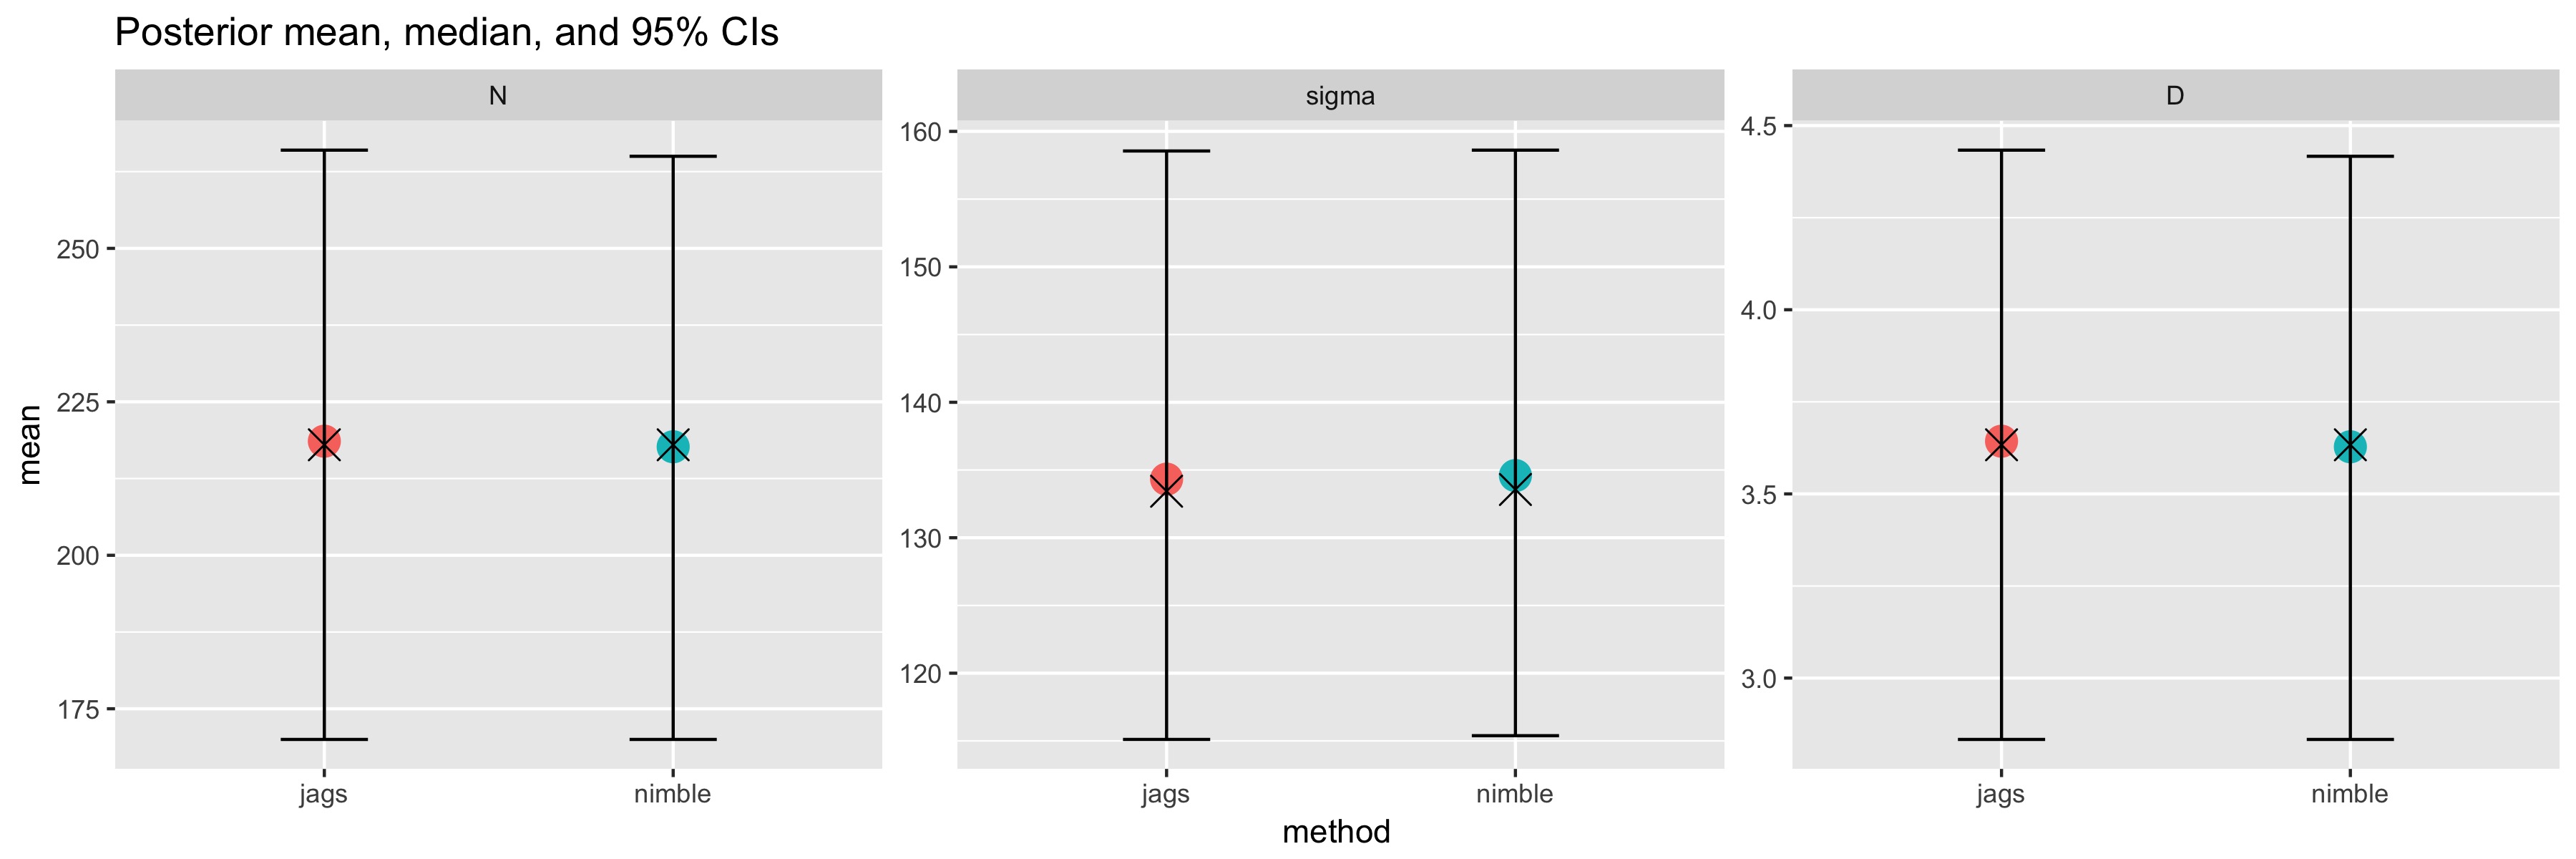 Posterior mean, median, and 95% CIs
N
sigma
D
mean
250
225
200
175
160
150
140
130
120
4.5
4.0
3.5
3.0
jags
nimble
jags
nimble
jags
nimble
method